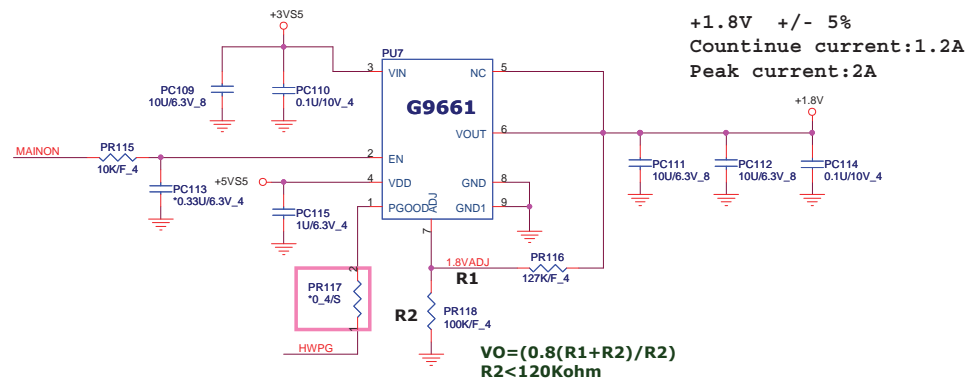 +3VS5
+1.8V +/- 5%
Countinue current:1.2A
Peak current:2A
PU7
3
VIN
NC
5
PC109
10U/6.3V_8
PC110
0.1U/10V_4
G9661
+1.8V
VOUT
6
MAINON
PR115
10K/F_4
2
EN
PC111
10U/6.3V_8
PC112
10U/6.3V_8
PC114
0.1U/10V_4
PC113
*0.33U/6.3V_4
+5VS5
4
VDD
GND
8
1
PGOOD
ADJ
GND1
9
PC115
1U/6.3V_4
7
1.8VADJ
PR116
127K/F_4
R1
2
PR117
*0_4/S
1
R2
PR118
100K/F_4
HWPG
VO=(0.8(R1+R2)/R2)
R2<120Kohm